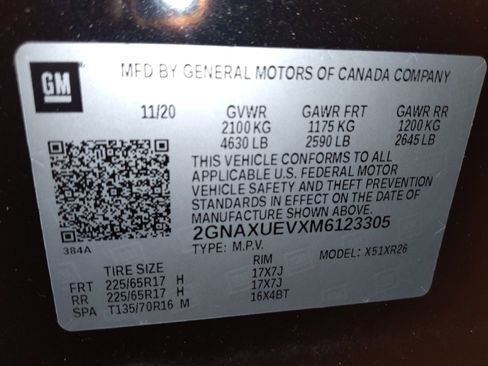 GM
MFD BY GENERAL MOTORS OF CANADA COMPANY
11/20 GVWR GAWR FRT GAWR RR
2100 KG 1175 KG 1200 KG
4630 LB 2590 LB 2645 LB
THIS VEHICLE CONFORMS TO ALL
APPLICABLE U.S. FEDERAL MOTOR
VEHICLE SAFETY AND THEFT PREVENTION
STANDARDS IN EFFECT ON THE DATE OF
MANUFACTURE SHOWN ABOVE.
2GNAXUEVXM6123305
384A TYPE: M.P.V. MODEL: X51XR26
TIRE SIZE RIM
FRT 225/65R17 H 17X7J
RR 225/65R17 H 17X7J
SPA T135/70R16 M 16X4BT